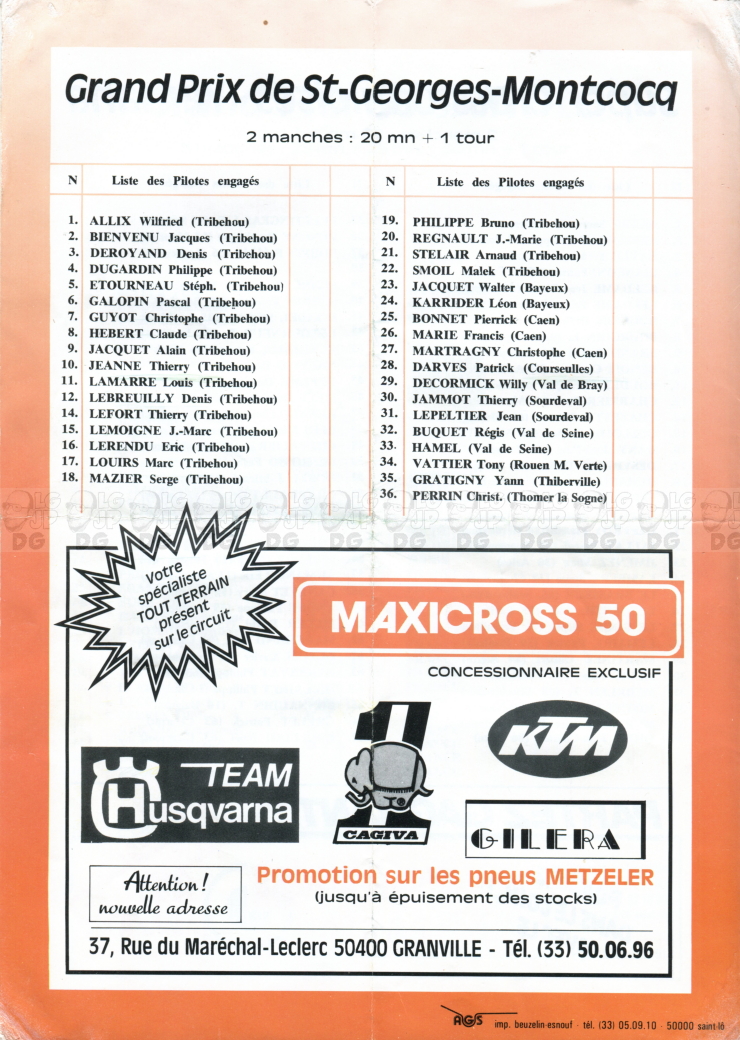 Grand Prix de St-Georges-Montcocq
2 manches : 20 mn + 1 tour
N Liste des Pilotes engagés
1. ALLIX Wilfried (Tribehou)
2. BIENVENU Jacques (Tribehou)
3. DEROYAND Denis (Tribehou)
4. DUGARDIN Philippe (Tribehou)
5. ETOURNEAU Stéph. (Tribehou)
6. GALOPIN Pascal (Tribehou)
7. GUYOT Christophe (Tribehou)
8. HEBERT Claude (Tribehou)
9. JACQUET Alain (Tribehou)
10. JEANNE Thierry (Tribehou)
11. LAMARRE Louis (Tribehou)
12. LEBREUILLY Denis (Tribehou)
14. LEFORT Thierry (Tribehou)
15. LEMOIGNE J.-Marc (Tribehou)
16. LERENDU Eric (Tribehou)
17. LOUIRS Marc (Tribehou)
18. MAZIER Serge (Tribehou)
N Liste des Pilotes engagés
19. PHILIPPE Bruno (Tribehou)
20. REGNAULT J.-Marie (Tribehou)
21. STELAIR Arnaud (Tribehou)
22. SMOIL Malek (Tribehou)
23. JACQUET Walter (Bayeux)
24. KARRIDER Léon (Bayeux)
25. BONNET Pierrick (Caen)
26. MARIE Francis (Caen)
27. MARTRAGNY Christophe (Caen)
28. DARVES Patrick (Courseulles)
29. DECORMICK Willy (Val de Bray)
30. JAMMOT Thierry (Sourdeval)
31. LEPELTIER Jean (Sourdeval)
32. BUQUET Régis (Val de Seine)
33. HAMEL (Val de Seine)
34. VATTIER Tony (Rouen M. Verte)
35. GRATIGNY Yann (Thiberville)
36. PERRIN Christ. (Thomer la Sogne)
Votre
spécialiste
TOUT TERRAIN
présent
sur le circuit
MAXICROSS 50
CONCESSIONNAIRE EXCLUSIF
TEAM
Husqvarna
1
CAGIVA
KTM
GILERA
Attention !
nouvelle adresse
Promotion sur les pneus METZELER
(jusqu'à épuisement des stocks)
37, Rue du Maréchal-Leclerc 50400 GRANVILLE - Tél. (33) 50.06.96
AGIS imp. beuzelin-esnouf - tél. (33) 05.09.10 - 50000 saint-lô